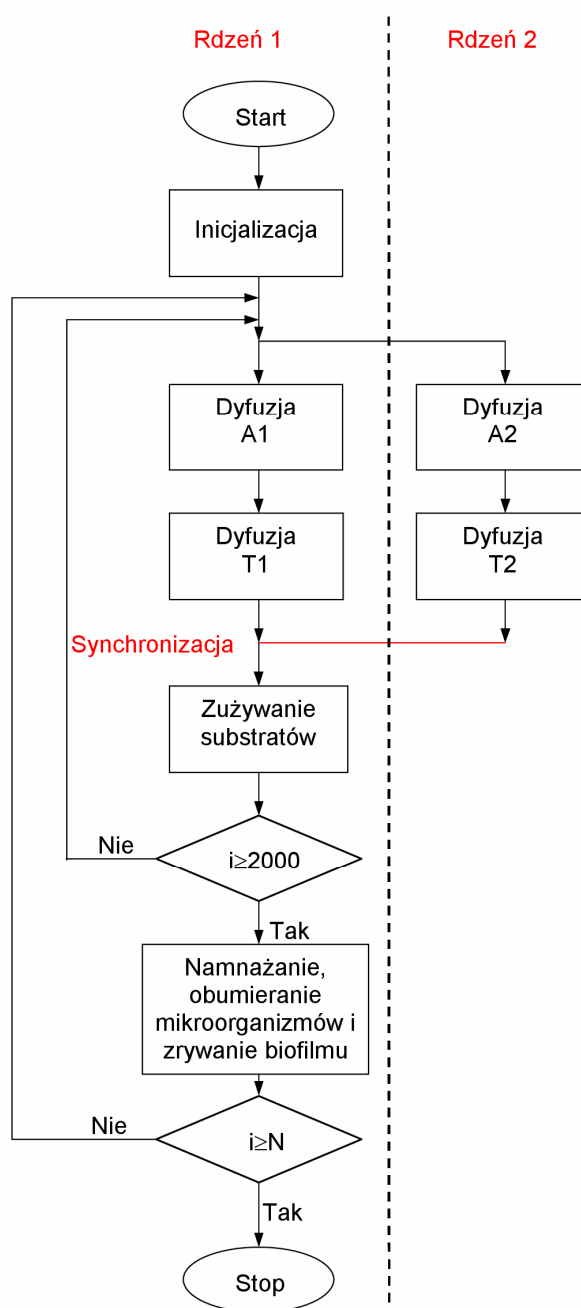 Rdzeń 1
Rdzeń 2
Start
Inicjalizacja
Dyfuzja
A1
Dyfuzja
A2
Dyfuzja
T1
Dyfuzja
T2
Synchronizacja
Zużywanie
substratów
Nie
i≥2000
Tak
Namnażanie,
obumieranie
mikroorganizmów i
zrywanie biofilmu
Nie
i≥N
Tak
Stop